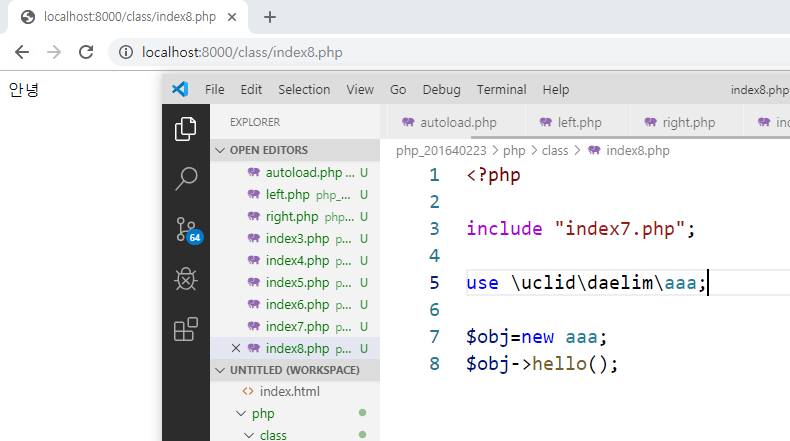 localhost:8000/class/index8.php
localhost:8000/class/index8.php
안녕
File Edit Selection View Go Debug Terminal Help
index8.php
EXPLORER
OPEN EDITORS
autoload.php ... U
left.php php_... U
right.php php... U
index3.php p... U
index4.php p... U
index5.php p... U
index6.php p... U
index7.php p... U
index8.php p... U
UNTITLED (WORKSPACE)
index.html
php
class
64
autoload.php left.php right.php
php_201640223 > php > class > index8.php
1 <?php
2
3 include "index7.php";
4
5 use \uclid\daelim\aaa;
6
7 $obj=new aaa;
8 $obj->hello();